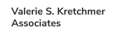 Valerie S. Kretchmer
Associates